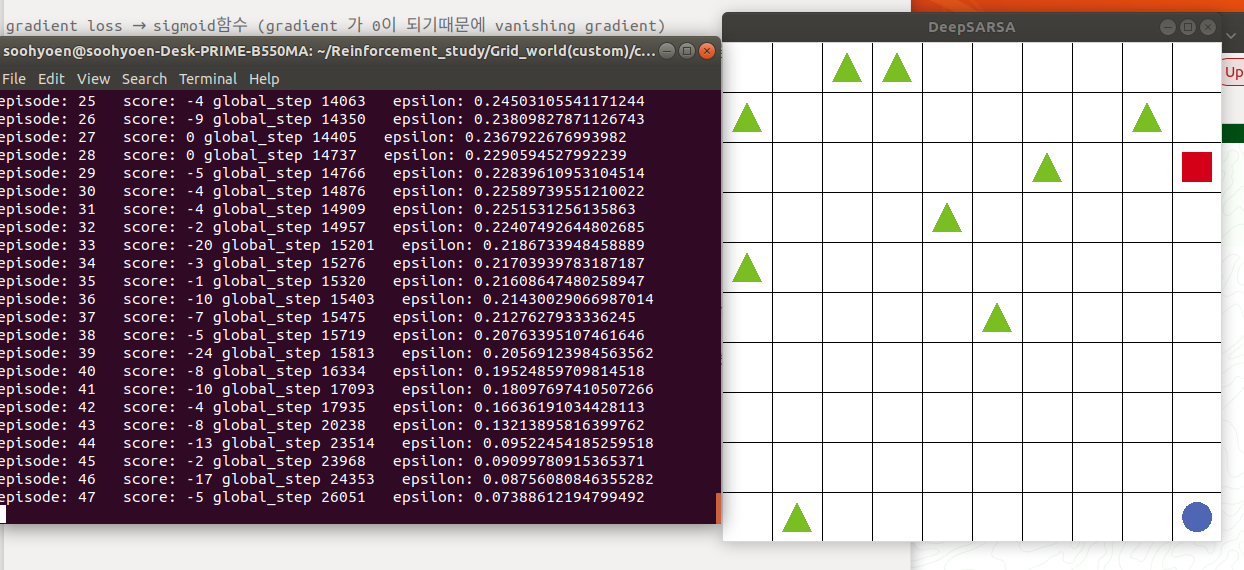 gradient loss → sigmoid함수 (gradient 가 0이 되기때문에 vanishing gradient)
DeepSARSA
soohyoen@soohyoen-Desk-PRIME-B550MA: ~/Reinforcement_study/Grid_world(custom)/c...
Up
File Edit View Search Terminal Help
episode: 25 score: -4 global_step 14063 epsilon: 0.24503105541171244
episode: 26 score: -9 global_step 14350 epsilon: 0.23809827871126743
episode: 27 score: 0 global_step 14405 epsilon: 0.2367922676993982
episode: 28 score: 0 global_step 14737 epsilon: 0.2290594527992239
episode: 29 score: -5 global_step 14766 epsilon: 0.22839610953104514
episode: 30 score: -4 global_step 14876 epsilon: 0.22589739551210022
episode: 31 score: -4 global_step 14909 epsilon: 0.2251531256135863
episode: 32 score: -2 global_step 14957 epsilon: 0.22407492644802685
episode: 33 score: -20 global_step 15201 epsilon: 0.2186733948458889
episode: 34 score: -3 global_step 15276 epsilon: 0.21703939783187187
episode: 35 score: -1 global_step 15320 epsilon: 0.21608647480258947
episode: 36 score: -10 global_step 15403 epsilon: 0.21430029066987014
episode: 37 score: -7 global_step 15475 epsilon: 0.2127627933336245
episode: 38 score: -5 global_step 15719 epsilon: 0.20763395107461646
episode: 39 score: -24 global_step 15813 epsilon: 0.20569123984563562
episode: 40 score: -8 global_step 16334 epsilon: 0.19524859709814518
episode: 41 score: -10 global_step 17093 epsilon: 0.18097697410507266
episode: 42 score: -4 global_step 17935 epsilon: 0.16636191034428113
episode: 43 score: -8 global_step 20238 epsilon: 0.13213895816399762
episode: 44 score: -13 global_step 23514 epsilon: 0.09522454185259518
episode: 45 score: -2 global_step 23968 epsilon: 0.09099780915365371
episode: 46 score: -17 global_step 24353 epsilon: 0.08756080846355282
episode: 47 score: -5 global_step 26051 epsilon: 0.07388612194799492